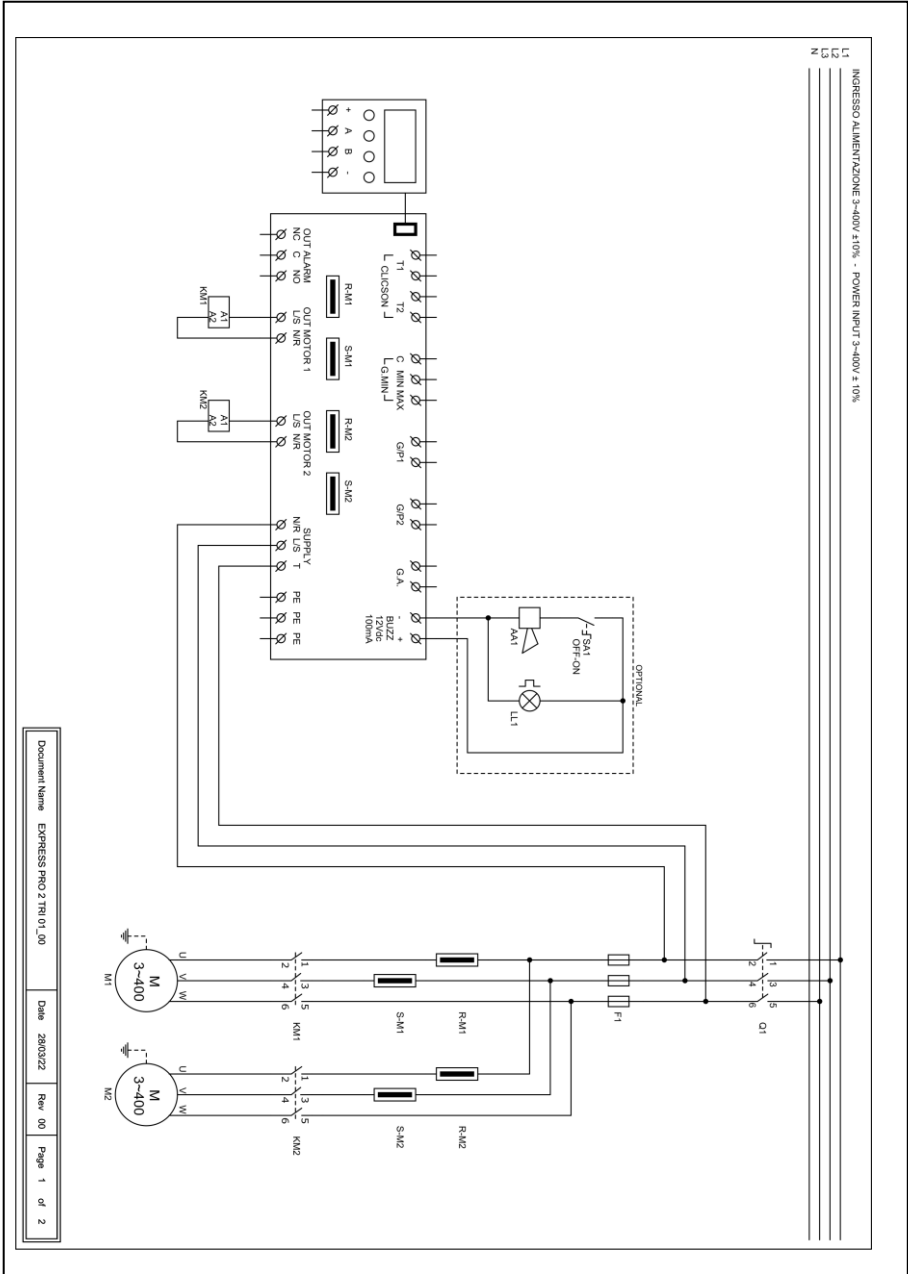 L1
L2
L3
N
INGRESSO ALIMENTAZIONE 3~400V ±10% - POWER INPUT 3~400V ± 10%
+ A B -
T1 T2
CLICSON
C MIN MAX
G.MIN
G/P1
G/P2
G.A.
- +
BUZZ
12Vdc
100mA
OPTIONAL
SA1
OFF-ON
AA1
LL1
R-M1
S-M1
R-M2
S-M2
OUT ALARM
NC C NO
OUT MOTOR 1
L/S N/R
OUT MOTOR 2
L/S N/R
SUPPLY
N/R L/S T
PE PE PE
KM1
A1
A2
KM2
A1
A2
1 3 5
2 4 6
Q1
F1
R-M1
R-M2
S-M1
S-M2
1 3 5
2 4 6
KM1
1 3 5
2 4 6
KM2
U V W
M
3~400
M1
U V W
M
3~400
M2
Document Name EXPRESS PRO 2 TRI 01_00 Date 28/03/22 Rev 00 Page 1 of 2